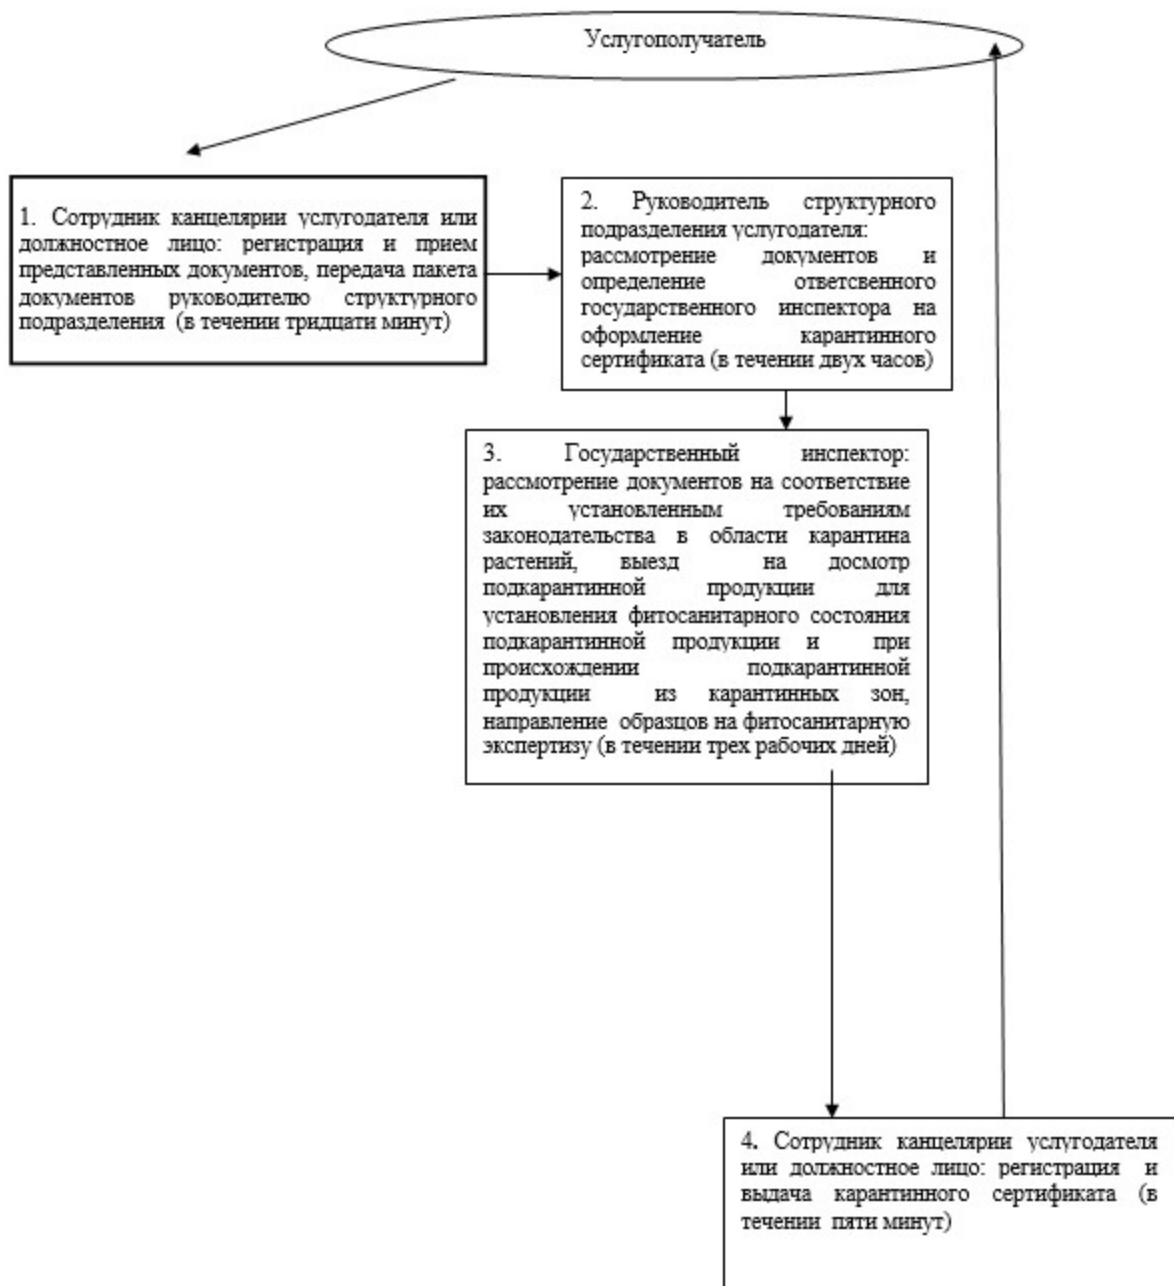 Услугополучатель
1. Сотрудник канцелярии услугодателя или
должностное лицо: регистрация и прием
представленных документов, передача пакета
документов руководителю структурного
подразделения (в течении тридцати минут)
2. Руководитель структурного
подразделения услугодателя:
рассмотрение документов и
определение ответсвенного
государственного инспектора на
оформление карантинного
сертификата (в течении двух часов)
3. Государственный инспектор:
рассмотрение документов на соответствие
их установленным требованиям
законодательства в области карантина
растений, выезд на досмотр
подкарантинной продукции для
установления фитосанитарного состояния
подкарантинной продукции и при
происхождении подкарантинной
продукции из карантинных зон,
направление образцов на фитосанитарную
экспертизу (в течении трех рабочих дней)
4. Сотрудник канцелярии услугодателя
или должностное лицо: регистрация и
выдача карантинного сертификата (в
течении пяти минут)